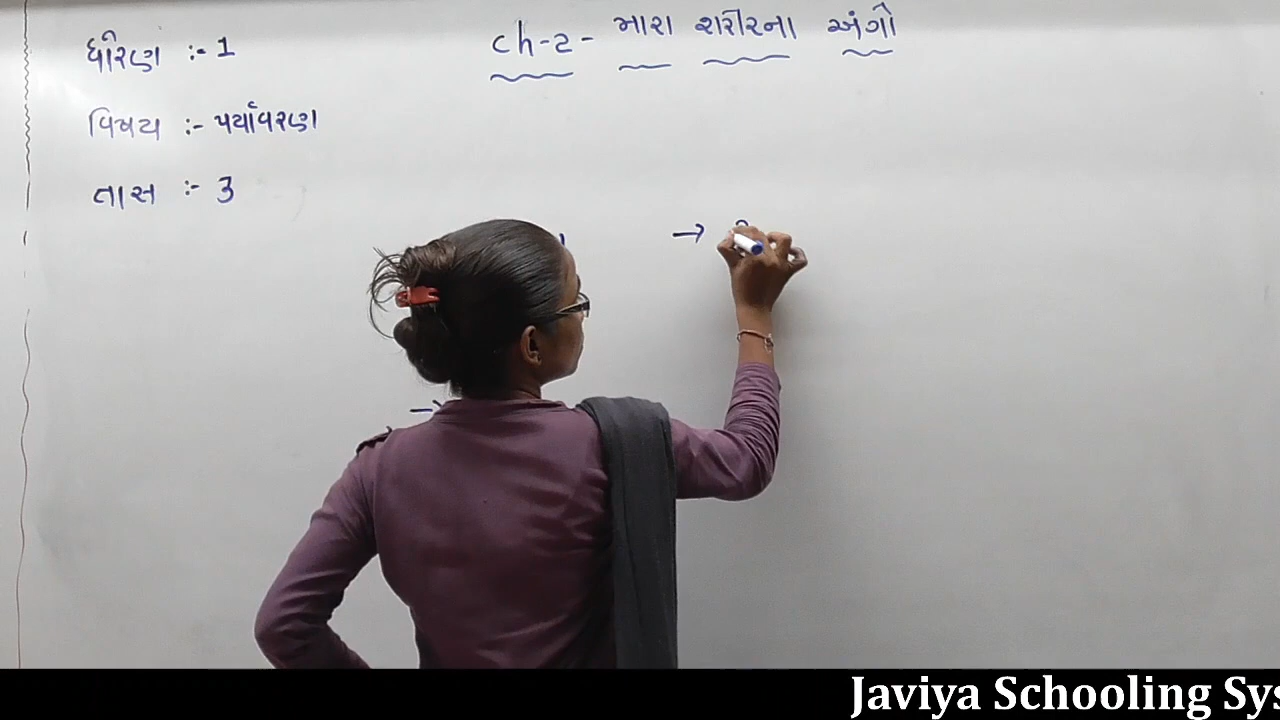 ધોરણ :- 1
Ch-2- મારા શરીરના અંગો
વિષય :- પર્યાવરણ
તાસ :- 3
→
→
Javiya Schooling Sys